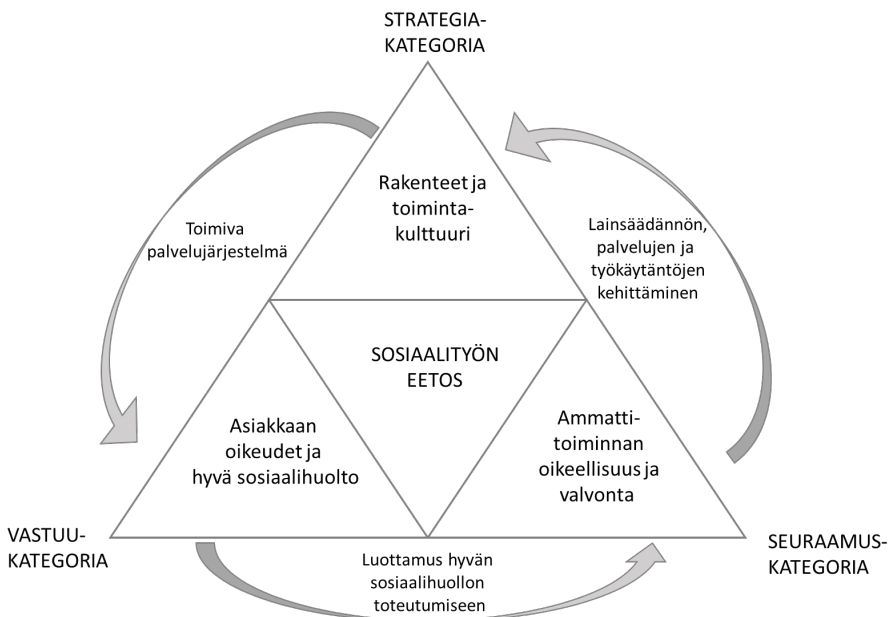 STRATEGIA-
KATEGORIA
Rakenteet ja
toiminta-
kulttuuri
Toimiva
palvelujärjestelmä
Lainsäädännön,
palvelujen ja
työkäytäntöjen
kehittäminen
SOSIAALITYÖN
EETOS
Asiakkaan
oikeudet ja
hyvä sosiaalihuolto
Ammatti-
toiminnan
oikeellisuus ja
valvonta
VASTUU-
KATEGORIA
Luottamus hyvän
sosiaalihuollon
toteutumiseen
SEURAAMUS-
KATEGORIA